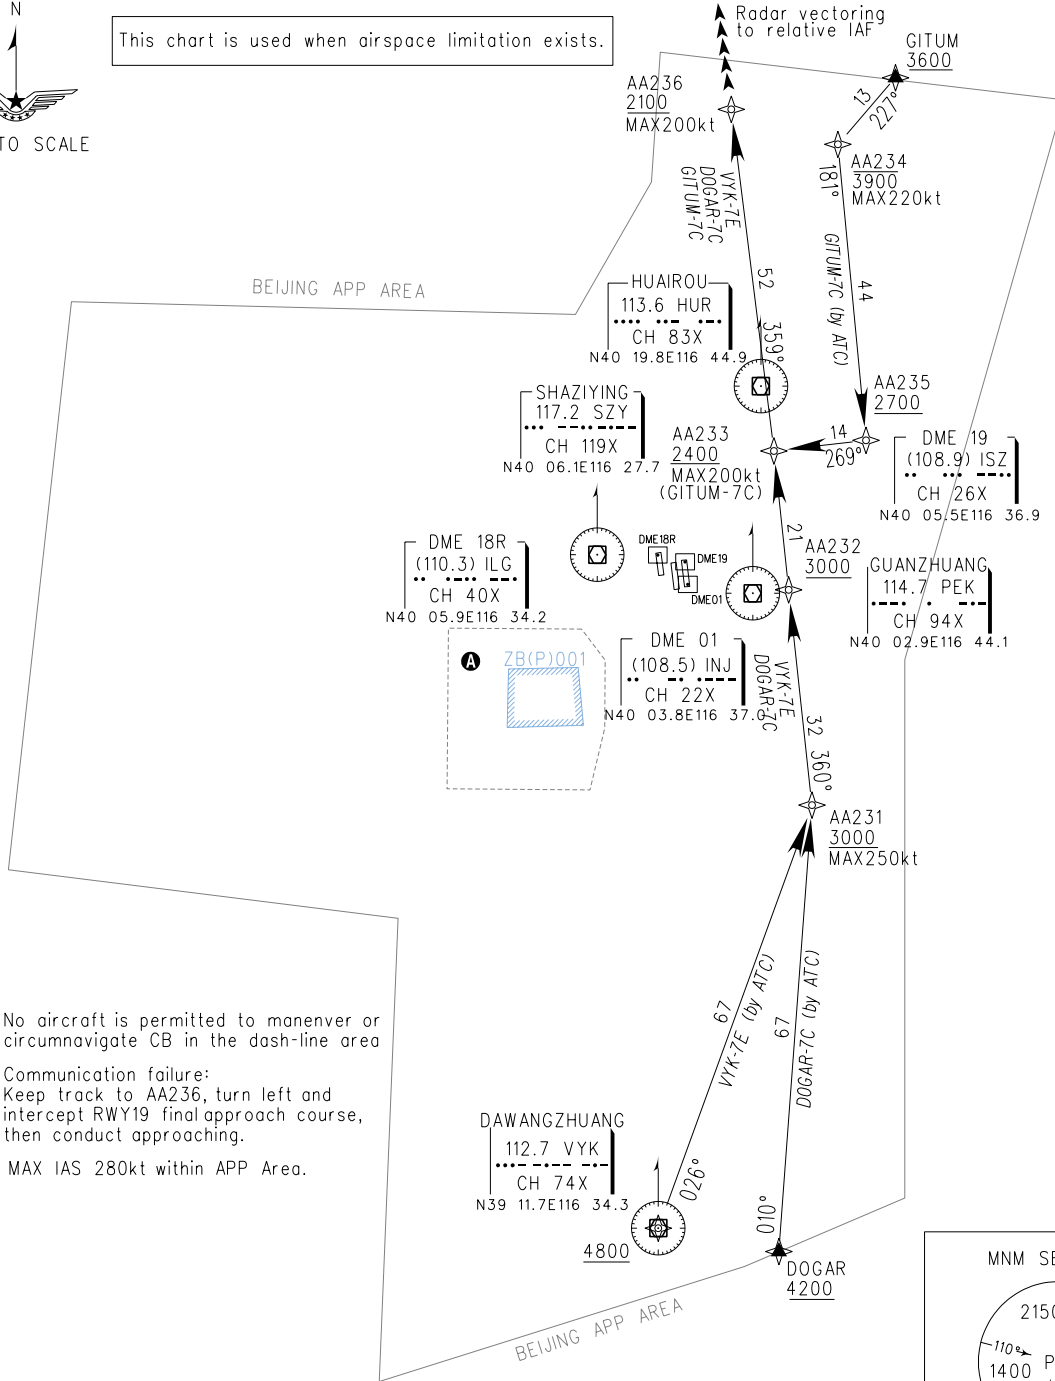 N
TO SCALE
This chart is used when airspace limitation exists.
Radar vectoring
to relative IAF
GITUM
3600
AA236
2100
MAX200kt
13
227°
AA234
3900
MAX220kt
181°
VYK-7E
DOGAR-7C
GITUM-7C
GITUM-7C (by ATC)
44
52
359°
BEIJING APP AREA
HUAIROU
113.6 HUR
CH 83X
N40 19.8E116 44.9
SHAZIYING
117.2 SZY
CH 119X
N40 06.1E116 27.7
AA233
2400
MAX200kt
(GITUM-7C)
AA235
2700
14
269°
DME 19
(108.9) ISZ
CH 26X
N40 05.5E116 36.9
21
DME 18R
(110.3) ILG
CH 40X
N40 05.9E116 34.2
DME18R
DME19
DME01
AA232
3000
GUANZHUANG
114.7 PEK
CH 94X
N40 02.9E116 44.1
A
ZB(P)001
DME 01
(108.5) INJ
CH 22X
N40 03.8E116 37.0
VYK-7E
DOGAR-7C
32 360°
AA231
3000
MAX250kt
67
VYK-7E (by ATC)
67
DOGAR-7C (by ATC)
No aircraft is permitted to manenver or
circumnavigate CB in the dash-line area
Communication failure:
Keep track to AA236, turn left and
intercept RWY19 final approach course,
then conduct approaching.
MAX IAS 280kt within APP Area.
DAWANGZHUANG
112.7 VYK
CH 74X
N39 11.7E116 34.3
026°
010°
4800
DOGAR
4200
BEIJING APP AREA
MNM SE
2150
110°
1400
P